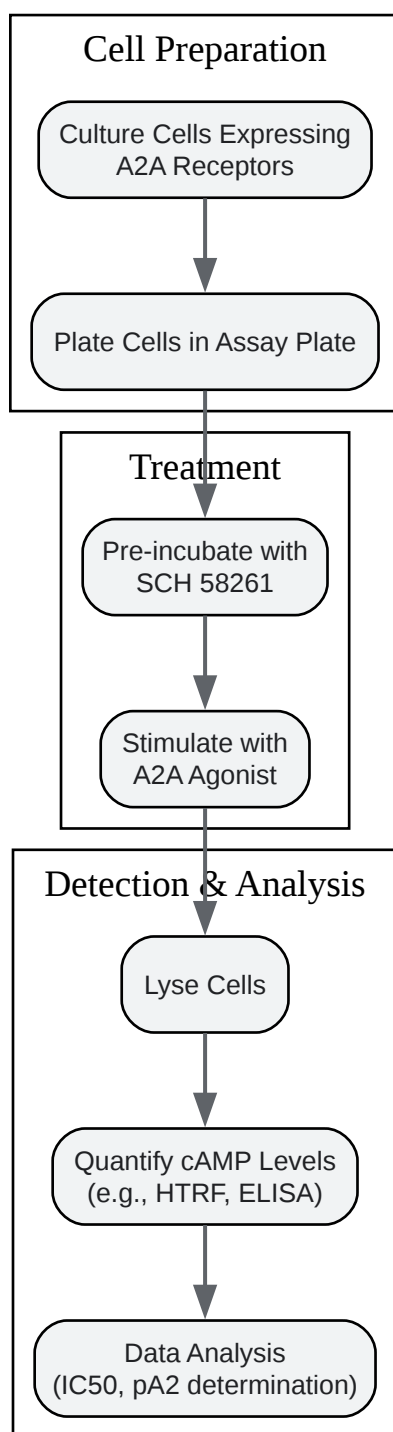 Cell Preparation
Culture Cells Expressing
A2A Receptors
Plate Cells in Assay Plate
Treatment
Pre-incubate with
SCH 58261
Stimulate with
A2A Agonist
Detection & Analysis
Lyse Cells
Quantify cAMP Levels
(e.g., HTRF, ELISA)
Data Analysis
(IC50, pA2 determination)